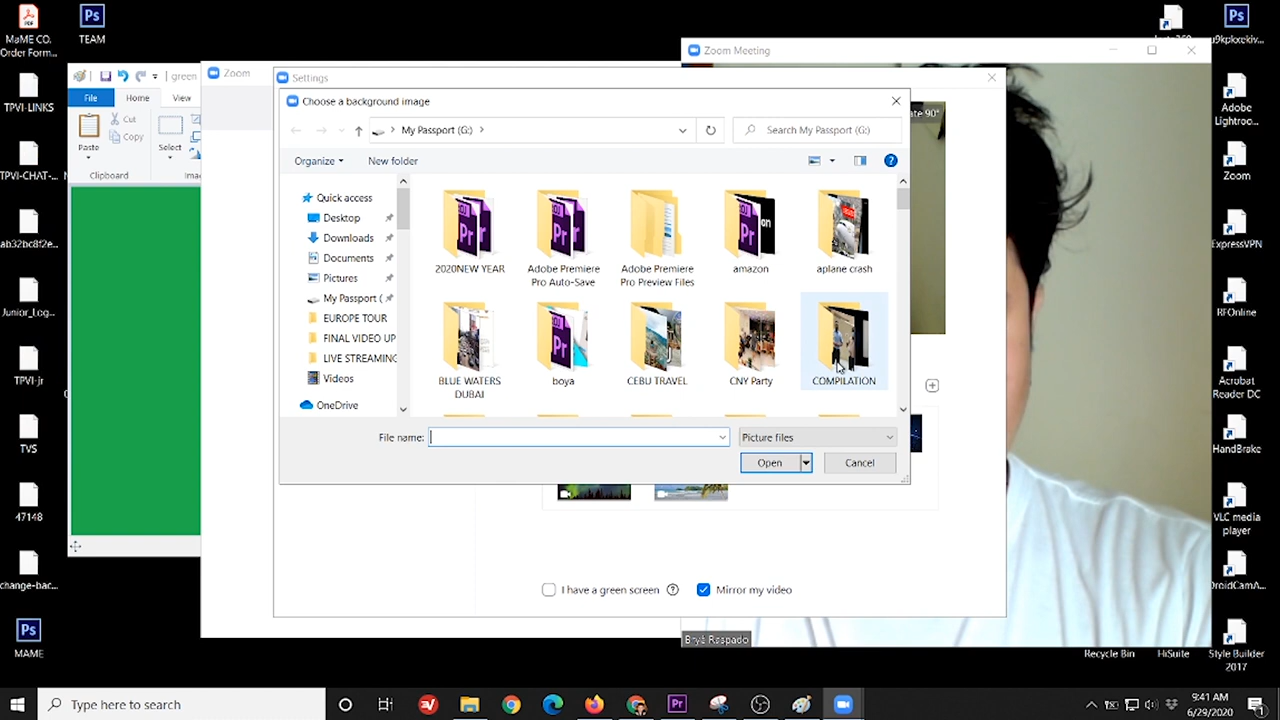 MaME CO.
Order Form...
TEAM
TPVI-LINKS
TPVI-CHAT-...
ab32bc8f2e...
Junior_Log...
TPVI-jr
TVS
47148
change-bac...
MAME
green
File
Home
View
Paste
Cut
Copy
Clipboard
Select
Zoom
Settings
Choose a background image
My Passport (G:)
Search My Passport (G:)
Organize
New folder
Quick access
Desktop
Downloads
Documents
Pictures
My Passport (
EUROPE TOUR
FINAL VIDEO UP
LIVE STREAMING
Videos
OneDrive
2020NEW YEAR
Adobe Premiere
Pro Auto-Save
Adobe Premiere
Pro Preview Files
amazon
aplane crash
BLUE WATERS
DUBAI
boya
CEBU TRAVEL
CNY Party
COMPILATION
File name:
Picture files
Open
Cancel
I have a green screen
Mirror my video
Zoom Meeting
ate 90°
Adobe
Lightroo...
Zoom
ExpressVPN
RFOnline
Acrobat
Reader DC
HandBrake
VLC media
player
DroidCamA...
Recycle Bin
HiSuite
Style Builder
2017
Type here to search
9:41 AM
6/29/2020